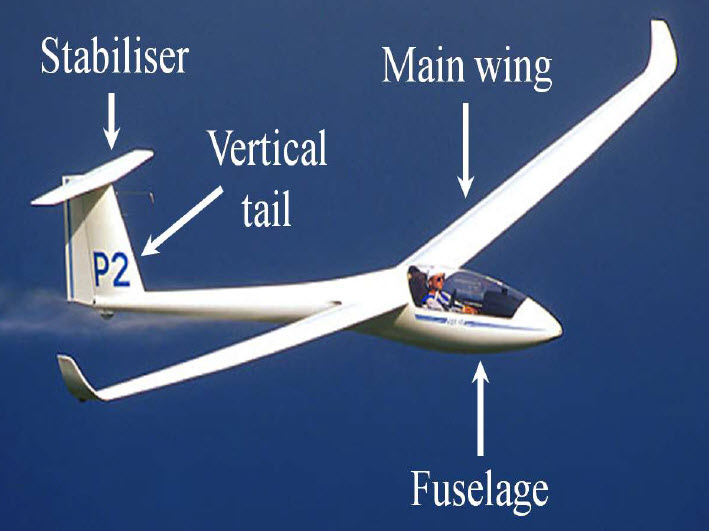 Stabiliser
Main wing
Vertical
tail
P2
Fuselage